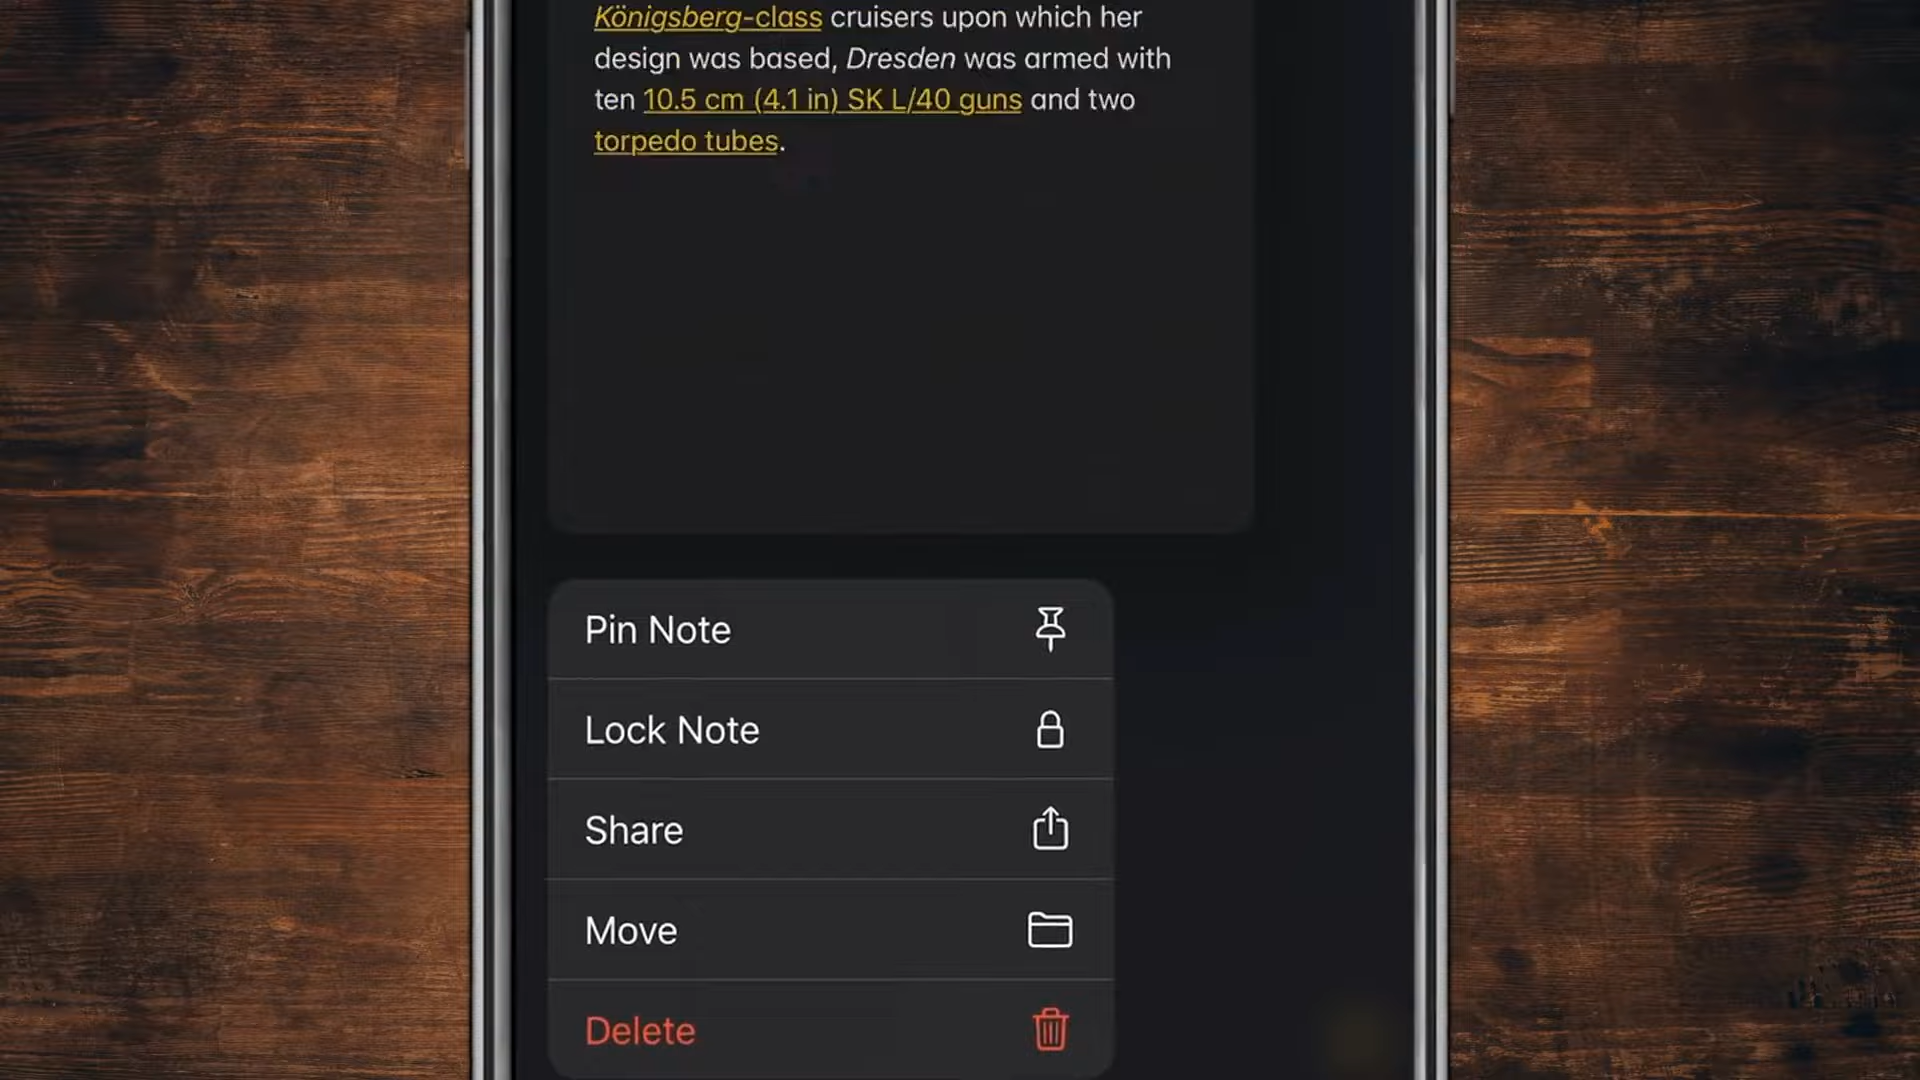 Königsberg-class cruisers upon which her
design was based, Dresden was armed with
ten 10.5 cm (4.1 in) SK L/40 guns and two
torpedo tubes.
Pin Note
Lock Note
Share
Move
Delete